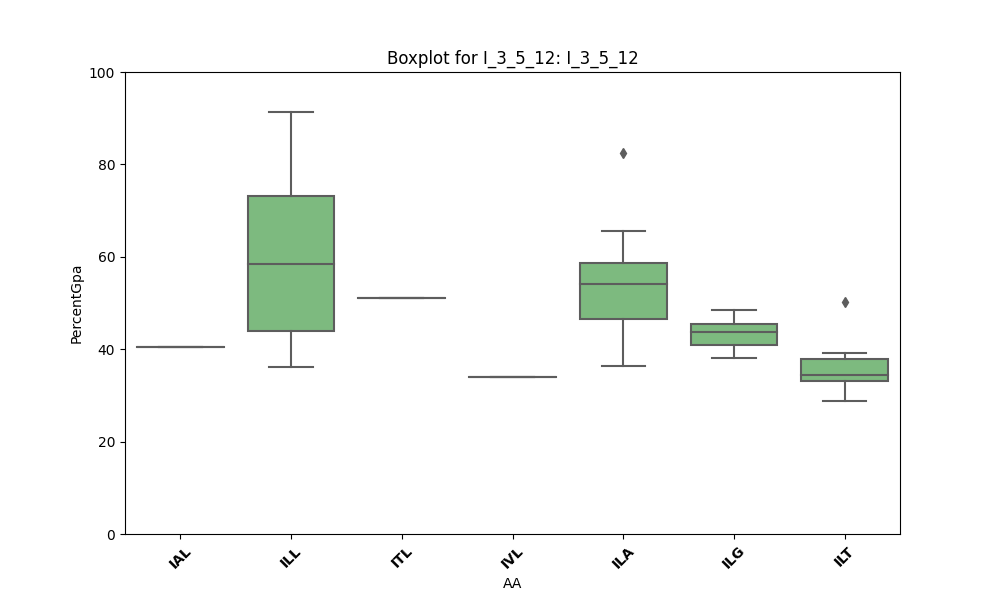 Boxplot for I_3_5_12: I_3_5_12
100
80
60
40
20
0
PercentGpa
IAL
ILL
ITL
IVL
ILA
ILG
ILT
AA